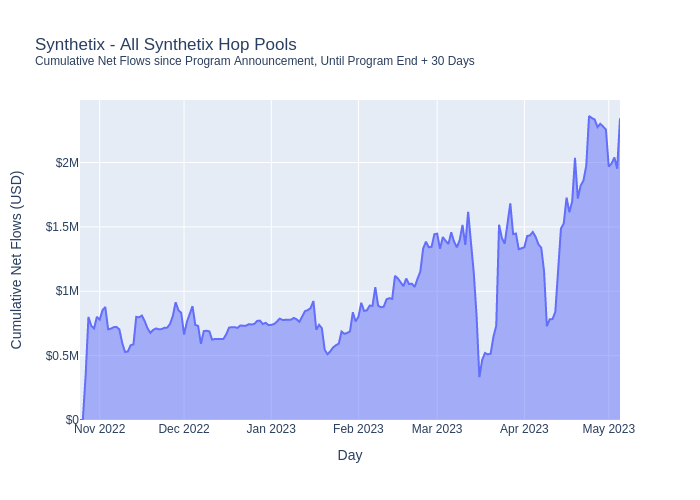 Synthetix - All Synthetix Hop Pools
Cumulative Net Flows since Program Announcement, Until Program End + 30 Days
Cumulative Net Flows (USD)
$2M
$1.5M
$1M
$0.5M
$0
Nov 2022
Dec 2022
Jan 2023
Feb 2023
Mar 2023
Apr 2023
May 2023
Day